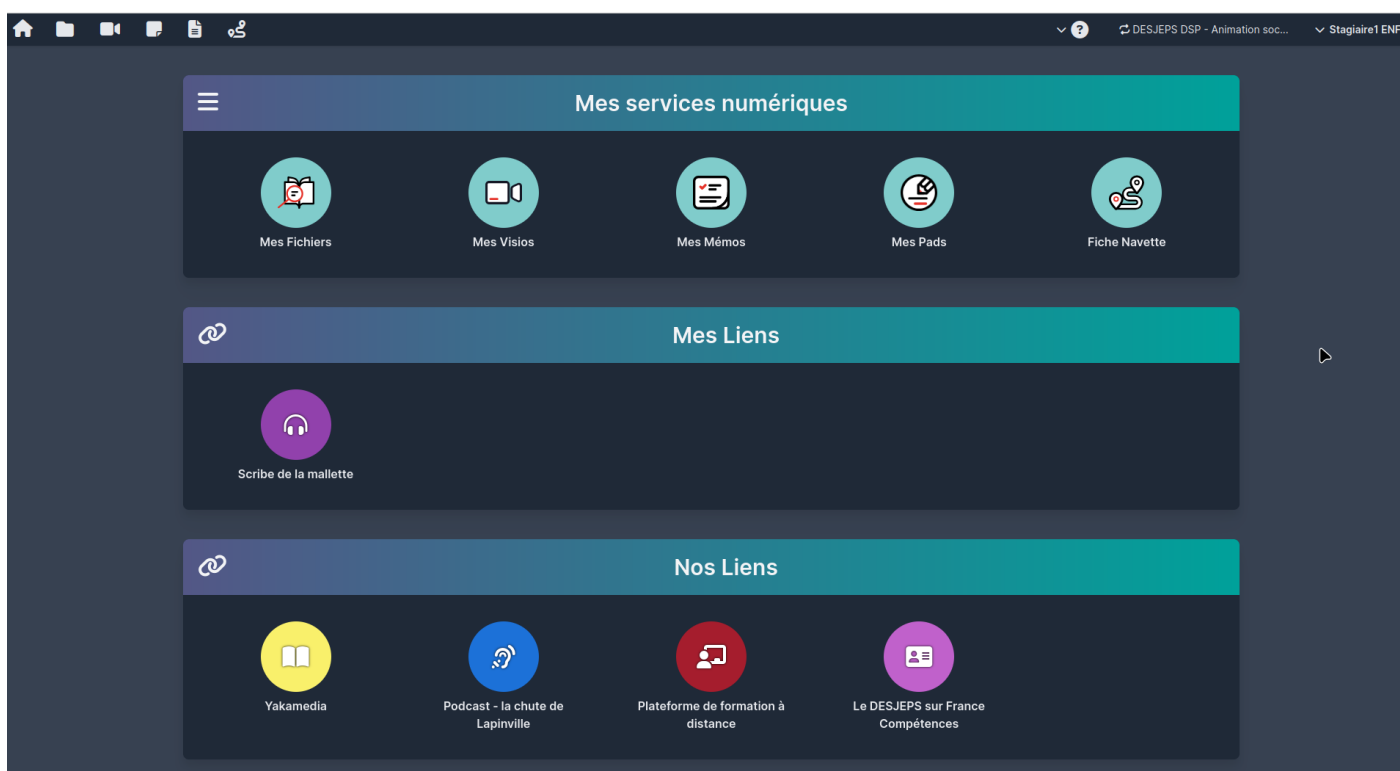 ? DESJEPS DSP - Animation soc... Stagiaire1 ENF
Mes services numériques
Mes Fichiers Mes Visios Mes Mémos Mes Pads Fiche Navette
Mes Liens
Scribe de la mallette
Nos Liens
Yakamedia Podcast - la chute de Plateforme de formation à Le DESJEPS sur France
Lapinville distance Compétences